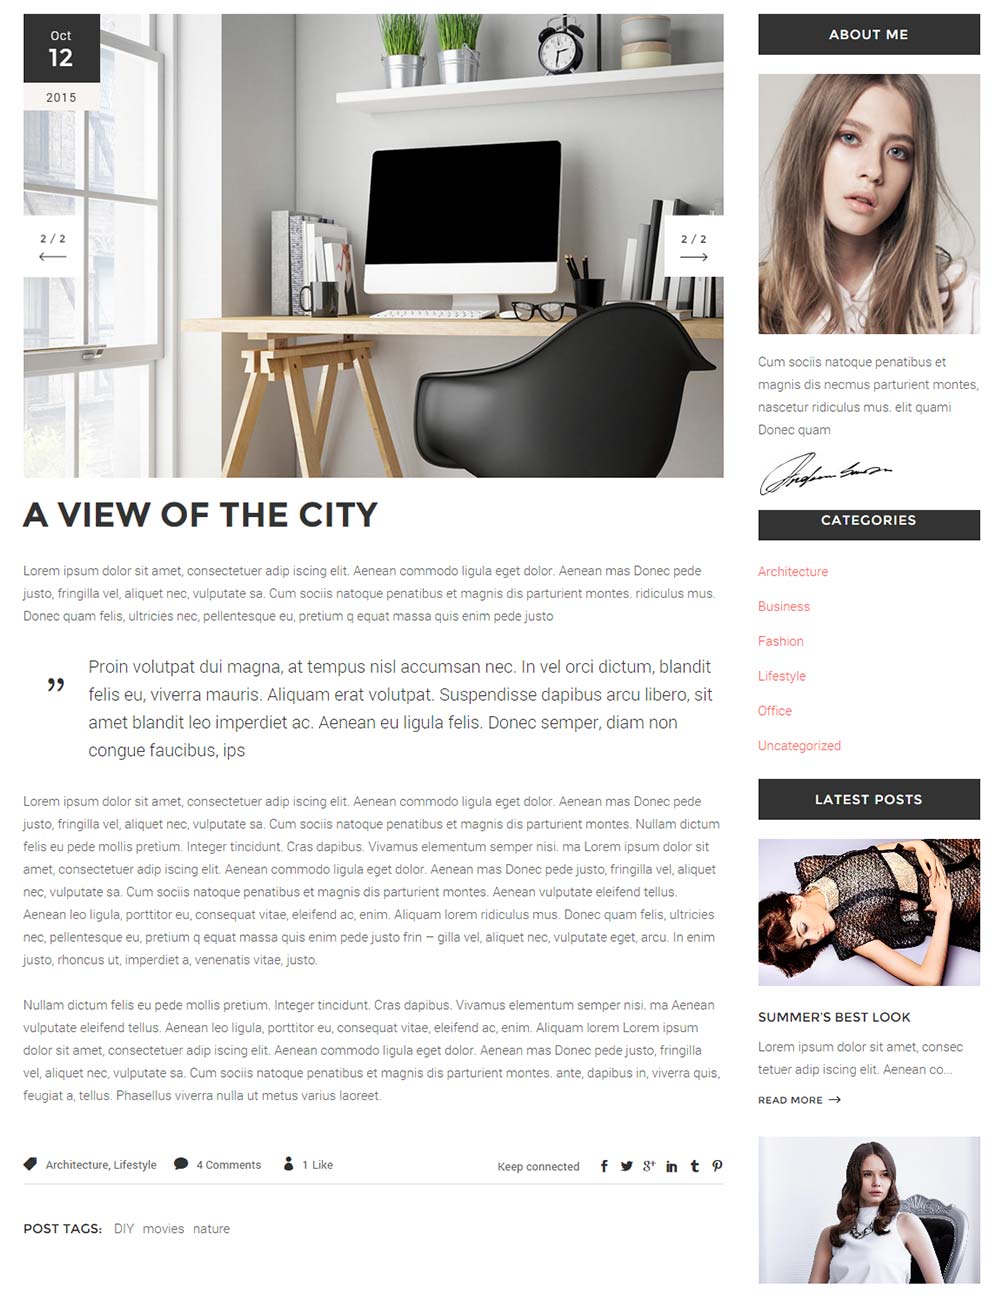 Oct
12
2015
2 / 2
2 / 2
A VIEW OF THE CITY
Lorem ipsum dolor sit amet, consectetuer adip iscing elit. Aenean commodo ligula eget dolor. Aenean mas Donec pede
justo, fringilla vel, aliquet nec, vulputate sa. Cum sociis natoque penatibus et magnis dis parturient montes. ridiculus mus.
Donec quam felis, ultricies nec, pellentesque eu, pretium q equat massa quis enim pede justo
” Proin volutpat dui magna, at tempus nisl accumsan nec. In vel orci dictum, blandit
felis eu, viverra mauris. Aliquam erat volutpat. Suspendisse dapibus arcu libero, sit
amet blandit leo imperdiet ac. Aenean eu ligula felis. Donec semper, diam non
congue faucibus, ips
Lorem ipsum dolor sit amet, consectetuer adip iscing elit. Aenean commodo ligula eget dolor. Aenean mas Donec pede
justo, fringilla vel, aliquet nec, vulputate sa. Cum sociis natoque penatibus et magnis dis parturient montes. Nullam dictum
felis eu pede mollis pretium. Integer tincidunt. Cras dapibus. Vivamus elementum semper nisi. ma Lorem ipsum dolor sit
amet, consectetuer adip iscing elit. Aenean commodo ligula eget dolor. Aenean mas Donec pede justo, fringilla vel, aliquet
nec, vulputate sa. Cum sociis natoque penatibus et magnis dis parturient montes. Aenean vulputate eleifend tellus.
Aenean leo ligula, porttitor eu, consequat vitae, eleifend ac, enim. Aliquam lorem ridiculus mus. Donec quam felis, ultricies
nec, pellentesque eu, pretium q equat massa quis enim pede justo frin – gilla vel, aliquet nec, vulputate eget, arcu. In enim
justo, rhoncus ut, imperdiet a, venenatis vitae, justo.
Nullam dictum felis eu pede mollis pretium. Integer tincidunt. Cras dapibus. Vivamus elementum semper nisi. ma Aenean
vulputate eleifend tellus. Aenean leo ligula, porttitor eu, consequat vitae, eleifend ac, enim. Aliquam lorem Lorem ipsum
dolor sit amet, consectetuer adip iscing elit. Aenean commodo ligula eget dolor. Aenean mas Donec pede justo, fringilla
vel, aliquet nec, vulputate sa. Cum sociis natoque penatibus et magnis dis parturient montes. ante, dapibus in, viverra quis,
feugiat a, tellus. Phasellus viverra nulla ut metus varius laoreet.
Architecture, Lifestyle 4 Comments 1 Like Keep connected
POST TAGS: DIY movies nature
ABOUT ME
Cum sociis natoque penatibus et
magnis dis necmus parturient montes,
nascetur ridiculus mus. elit quami
Donec quam
CATEGORIES
Architecture
Business
Fashion
Lifestyle
Office
Uncategorized
LATEST POSTS
SUMMER'S BEST LOOK
Lorem ipsum dolor sit amet, consec
tetuer adip iscing elit. Aenean co...
READ MORE